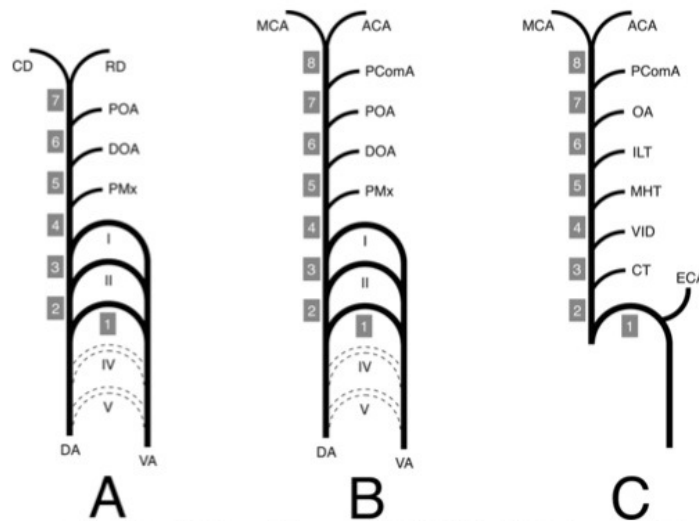 CD RD
7
POA
6
DOA
5
PMx
4
I
3
II
2
1
IV
V
DA
VA
A
MCA ACA
8
PComA
7
POA
6
DOA
5
PMx
4
I
3
II
2
1
IV
V
DA
VA
B
MCA ACA
8
PComA
7
OA
6
ILT
5
MHT
4
VID
3
CT
ECA
2
1
C